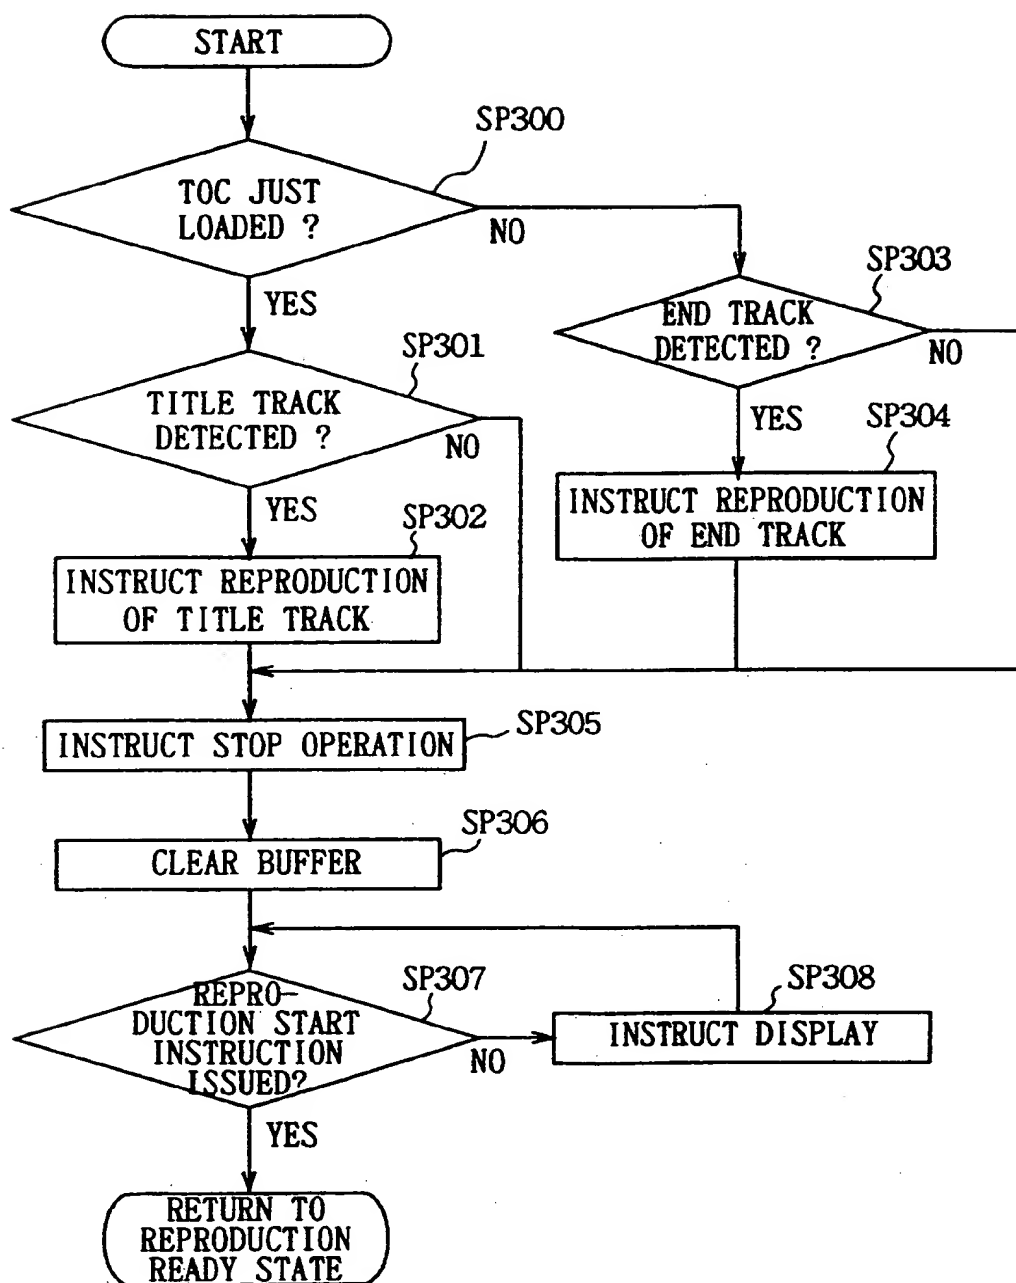 START
SP300
TOC JUST
LOADED ?
NO
YES
SP303
END TRACK
DETECTED ?
NO
YES
SP301
TITLE TRACK
DETECTED ?
NO
YES
SP304
INSTRUCT REPRODUCTION
OF END TRACK
SP302
INSTRUCT REPRODUCTION
OF TITLE TRACK
SP305
INSTRUCT STOP OPERATION
SP306
CLEAR BUFFER
SP307
REPRO-
DUCTION START
INSTRUCTION
ISSUED?
NO
YES
SP308
INSTRUCT DISPLAY
RETURN TO
REPRODUCTION
READY STATE